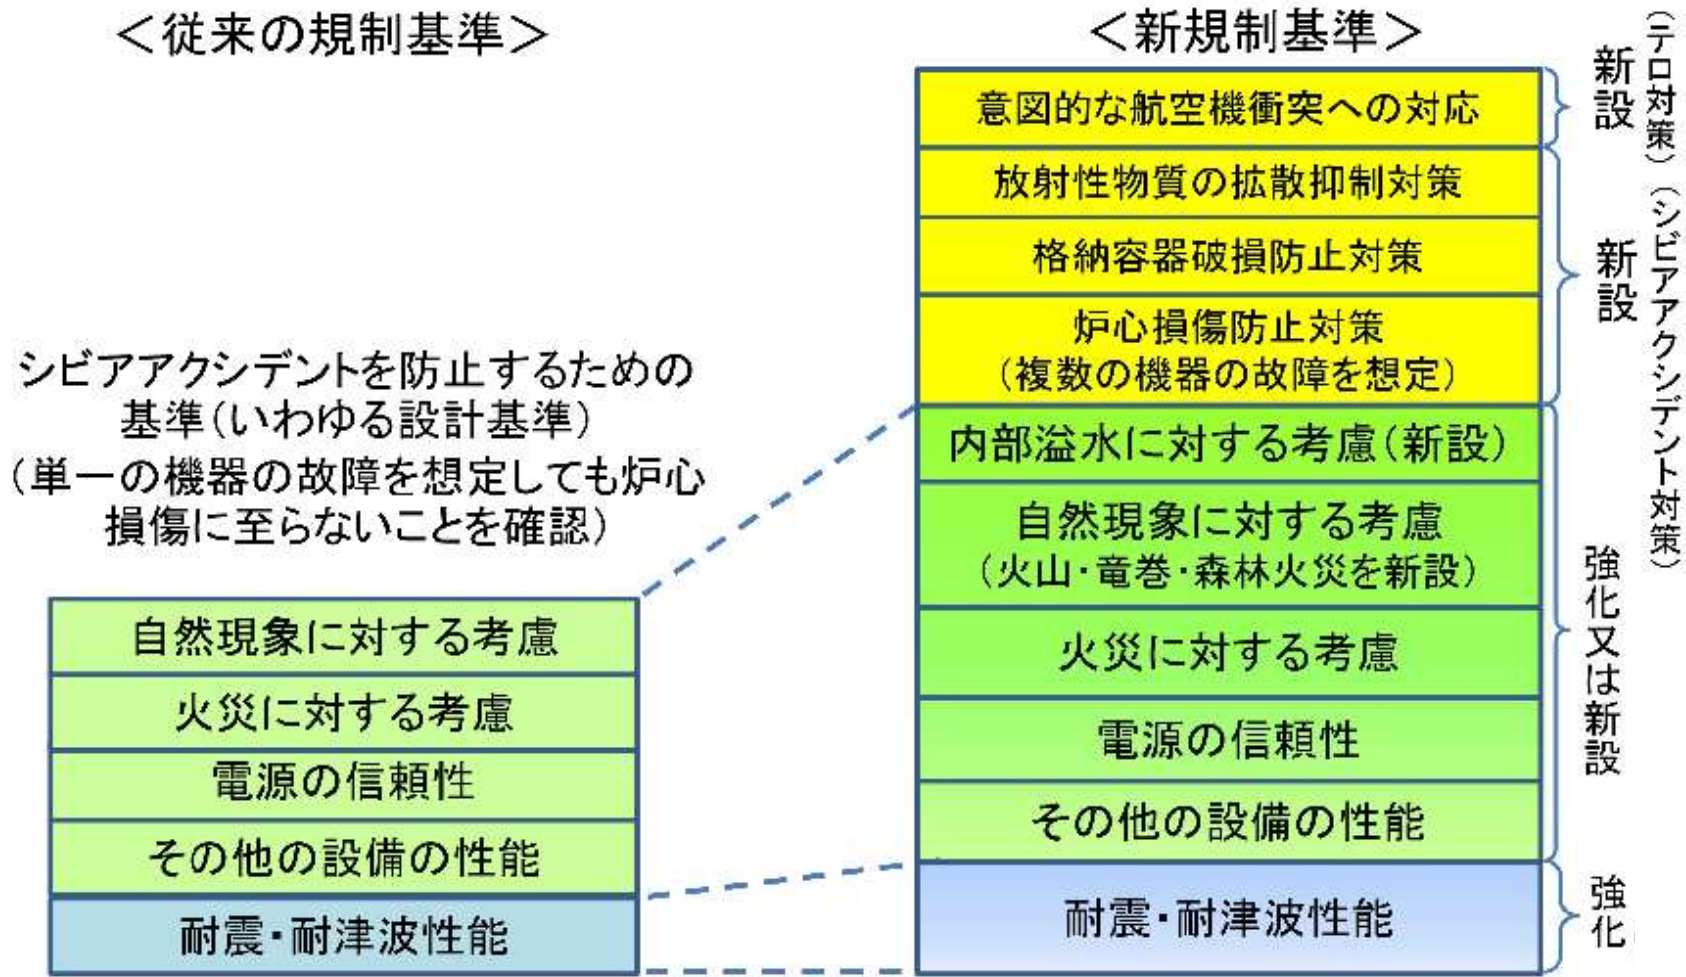 ＜従来の規制基準＞
シビアアクシデントを防止するための
基準(いわゆる設計基準)
(単一の機器の故障を想定しても炉心
損傷に至らないことを確認)
自然現象に対する考慮
火災に対する考慮
電源の信頼性
その他の設備の性能
耐震・耐津波性能
＜新規制基準＞
意図的な航空機衝突への対応
放射性物質の拡散抑制対策
格納容器破損防止対策
炉心損傷防止対策
(複数の機器の故障を想定)
内部溢水に対する考慮(新設)
自然現象に対する考慮
(火山・竜巻・森林火災を新設)
火災に対する考慮
電源の信頼性
その他の設備の性能
耐震・耐津波性能
新設
(テロ対策)
新設
(シビアアクシデント対策)
強化又は新設
強化